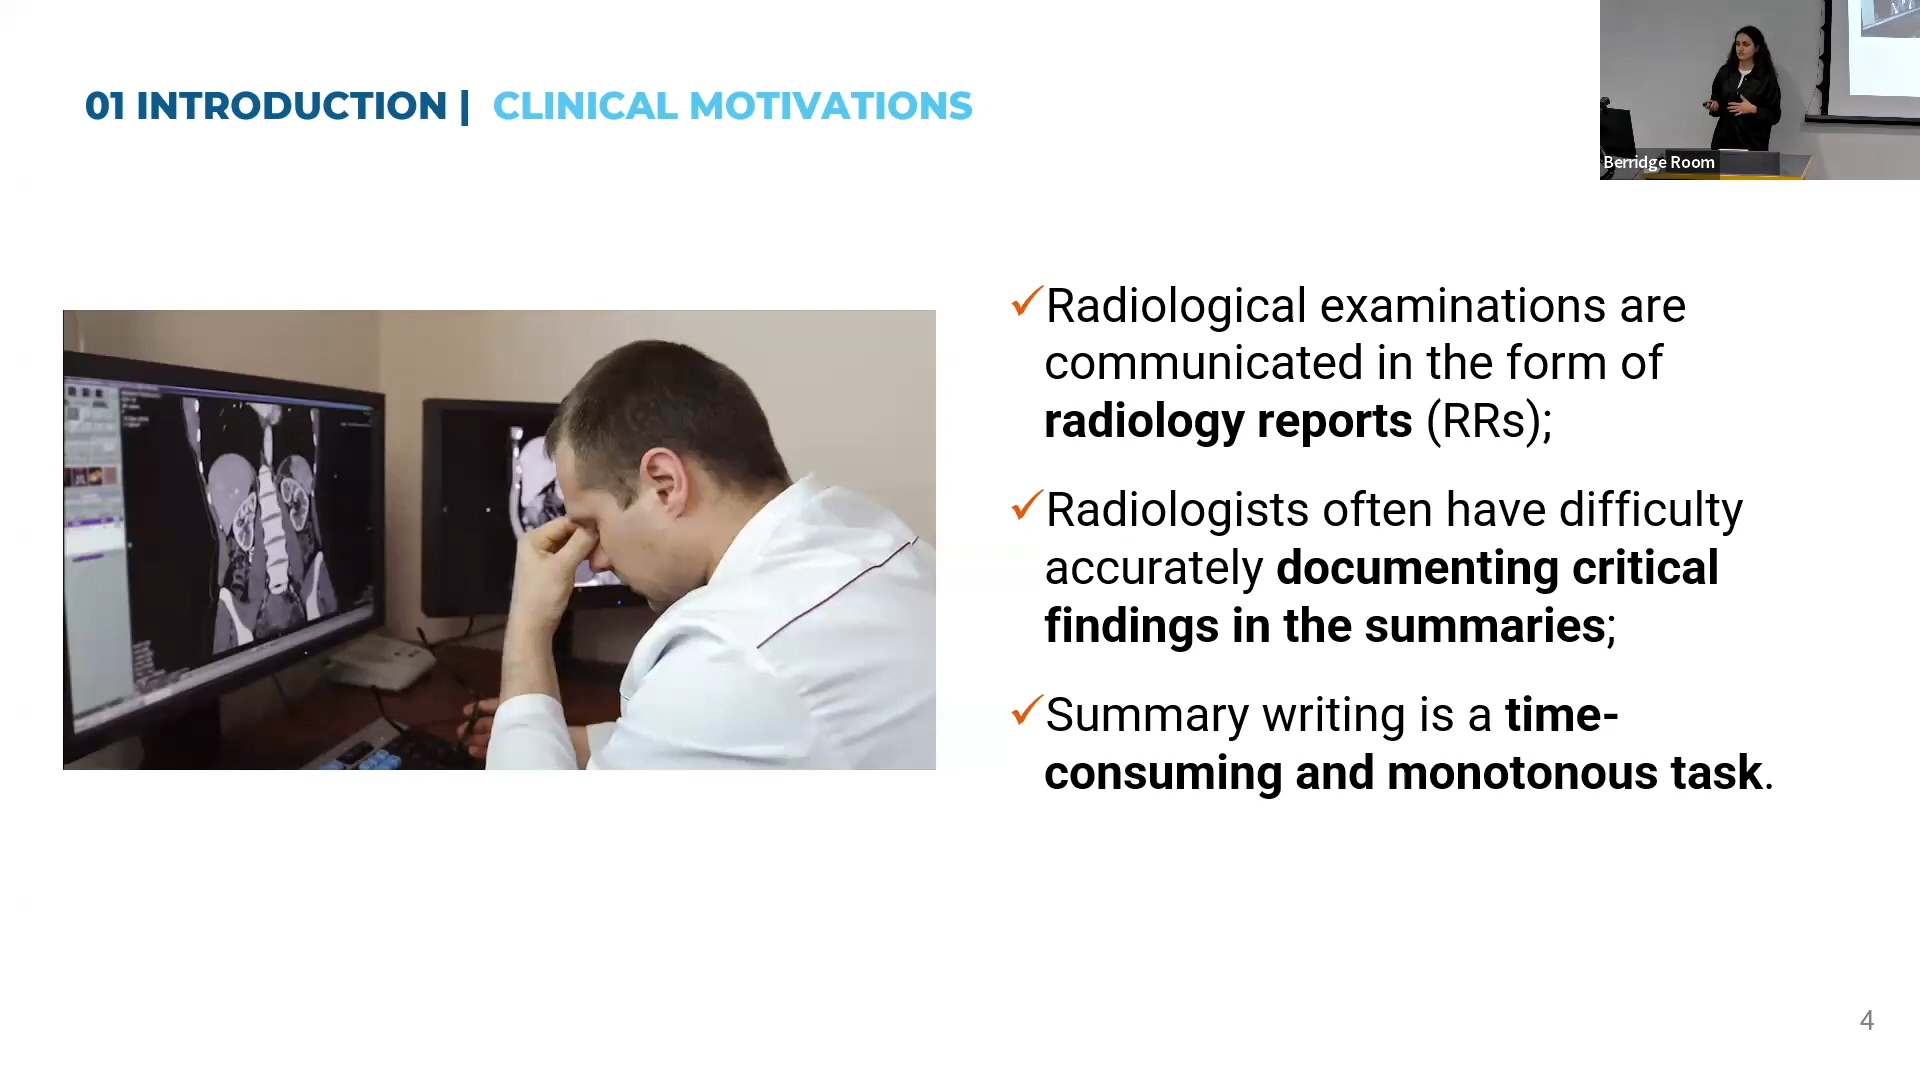 01 INTRODUCTION | CLINICAL MOTIVATIONS
Berridge Room
✓Radiological examinations are
communicated in the form of
radiology reports (RRs);
✓Radiologists often have difficulty
accurately documenting critical
findings in the summaries;
✓Summary writing is a time-
consuming and monotonous task.
4